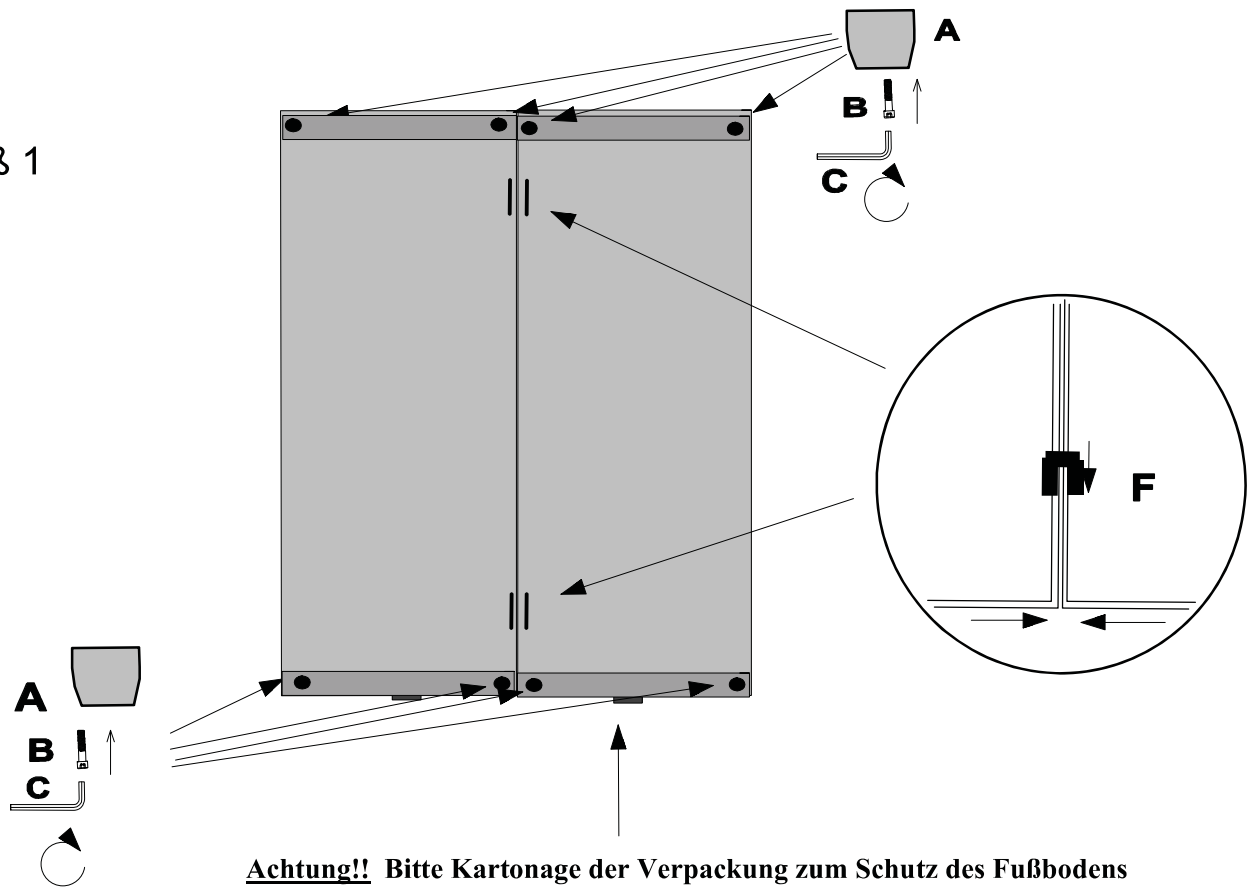 A
B
ß 1
C
F
A
B
C
Achtung!! Bitte Kartonage der Verpackung zum Schutz des Fußbodens